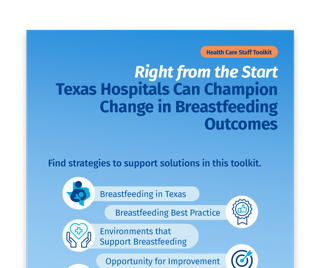 Health Care Staff Toolkit
Right from the Start
Texas Hospitals Can Champion
Change in Breastfeeding
Outcomes
Find strategies to support solutions in this toolkit.
Breastfeeding in Texas
Breastfeeding Best Practice
Environments that
Support Breastfeeding
Opportunity for Improvement